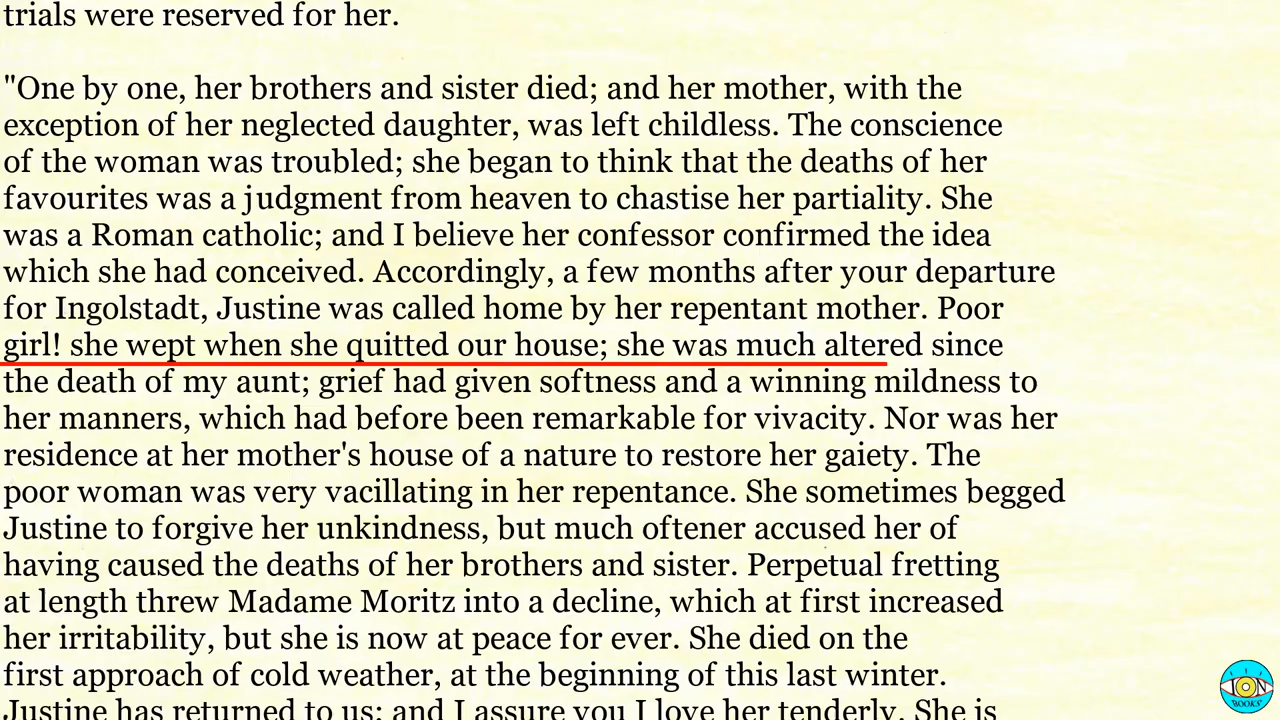 trials were reserved for her.
"One by one, her brothers and sister died; and her mother, with the
exception of her neglected daughter, was left childless. The conscience
of the woman was troubled; she began to think that the deaths of her
favourites was a judgment from heaven to chastise her partiality. She
was a Roman catholic; and I believe her confessor confirmed the idea
which she had conceived. Accordingly, a few months after your departure
for Ingolstadt, Justine was called home by her repentant mother. Poor
girl! she wept when she quitted our house; she was much altered since
the death of my aunt; grief had given softness and a winning mildness to
her manners, which had before been remarkable for vivacity. Nor was her
residence at her mother's house of a nature to restore her gaiety. The
poor woman was very vacillating in her repentance. She sometimes begged
Justine to forgive her unkindness, but much oftener accused her of
having caused the deaths of her brothers and sister. Perpetual fretting
at length threw Madame Moritz into a decline, which at first increased
her irritability, but she is now at peace for ever. She died on the
first approach of cold weather, at the beginning of this last winter.
Justine has returned to us; and I assure you I love her tenderly. She is
ION
BOOKS